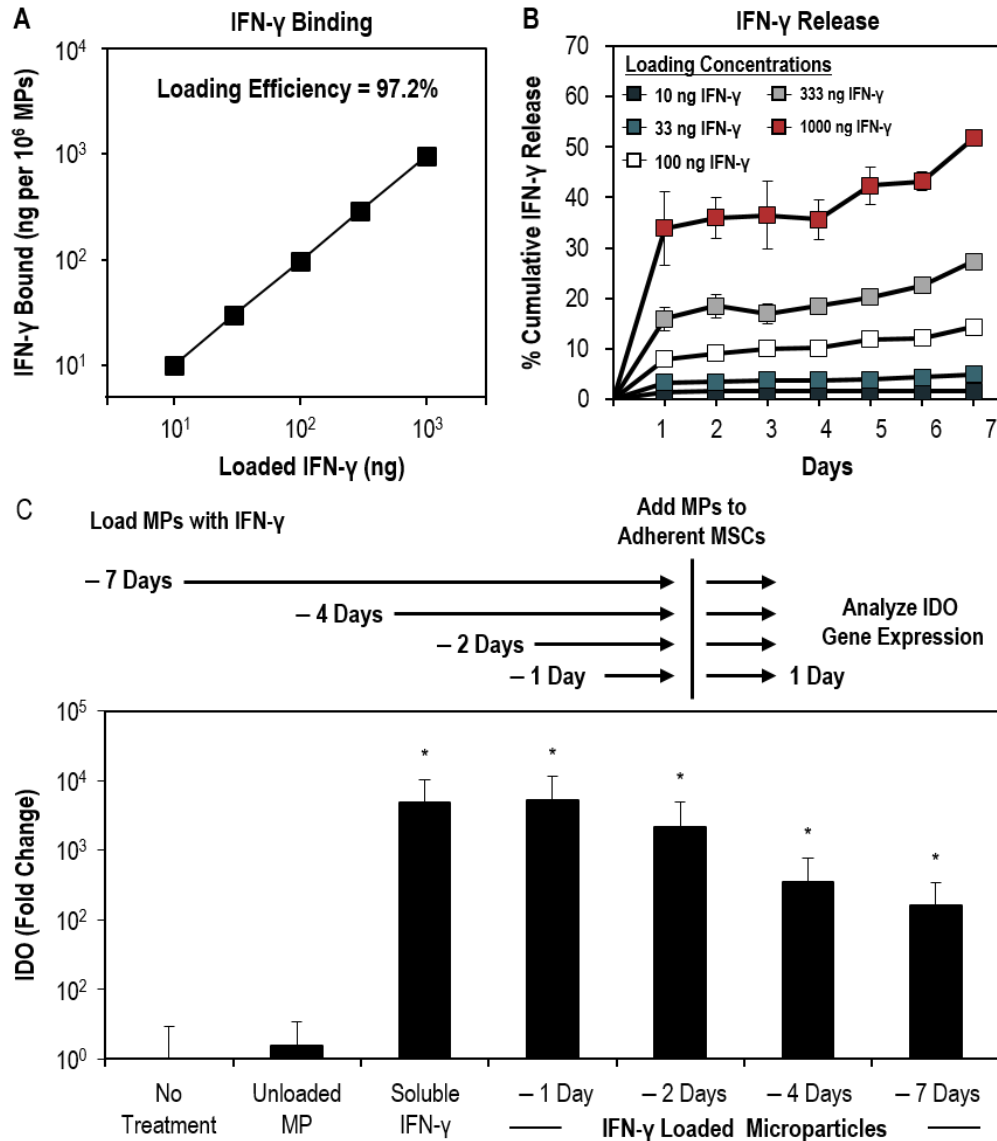 A
IFN-γ Binding
Loading Efficiency = 97.2%
IFN-γ Bound (ng per 10⁶ MPs)
10⁴
10³
10²
10¹
10¹ 10² 10³
Loaded IFN-γ (ng)
B
IFN-γ Release
Loading Concentrations
10 ng IFN-γ
33 ng IFN-γ
100 ng IFN-γ
333 ng IFN-γ
1000 ng IFN-γ
% Cumulative IFN-γ Release
70
60
50
40
30
20
10
0
1 2 3 4 5 6 7
Days
C
Load MPs with IFN-γ
Add MPs to
Adherent MSCs
– 7 Days
– 4 Days
– 2 Days
– 1 Day
1 Day
Analyze IDO
Gene Expression
IDO (Fold Change)
10⁵
10⁴
10³
10²
10²
10⁰
* * * * *
No
Treatment
Unloaded
MP
Soluble
IFN-γ
– 1 Day
– 2 Days
– 4 Days
– 7 Days
IFN-γ Loaded Microparticles